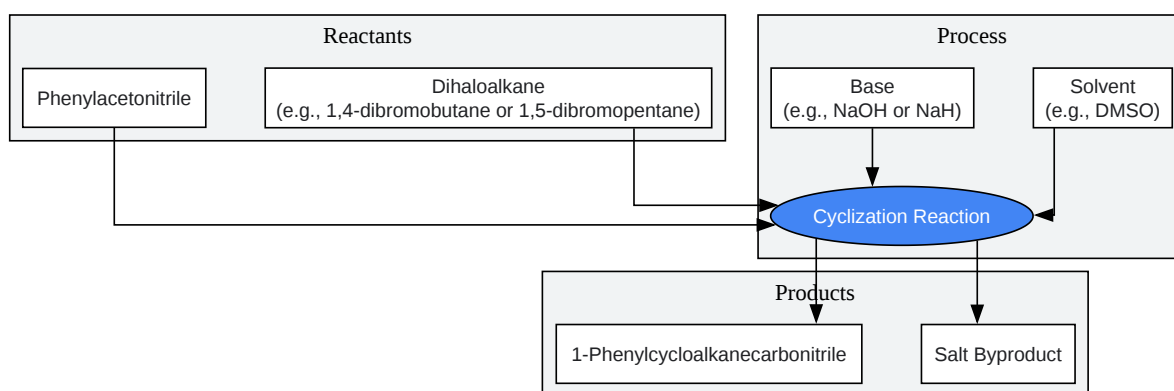 Reactants
Process
Phenylacetonitrile
Dihaloalkane
(e.g., 1,4-dibromobutane or 1,5-dibromopentane)
Base
(e.g., NaOH or NaH)
Solvent
(e.g., DMSO)
Cyclization Reaction
Products
1-Phenylcycloalkanecarbonitrile
Salt Byproduct